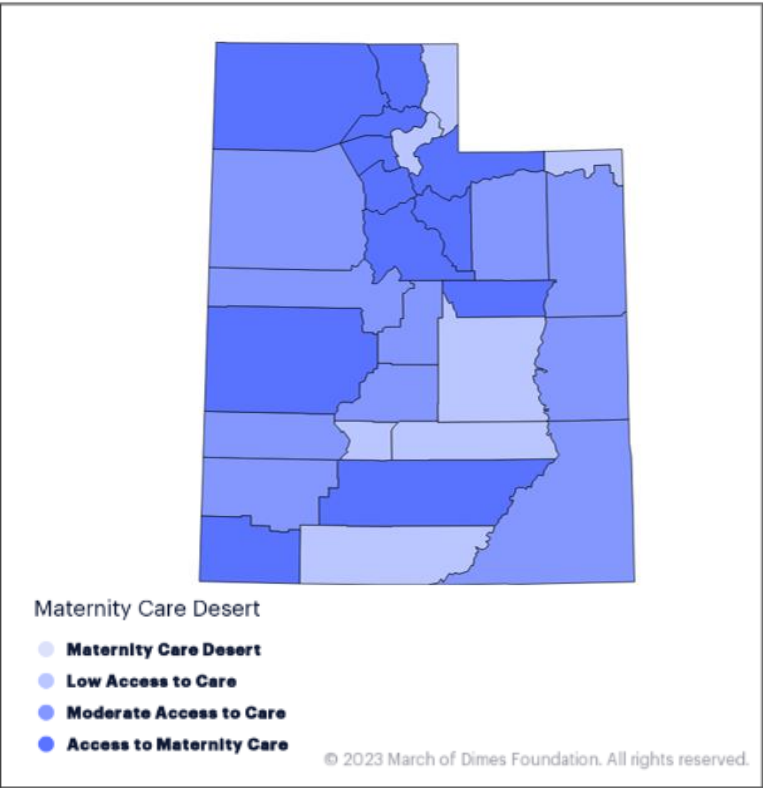 Maternity Care Desert
Maternity Care Desert
Low Access to Care
Moderate Access to Care
Access to Maternity Care
© 2023 March of Dimes Foundation. All rights reserved.